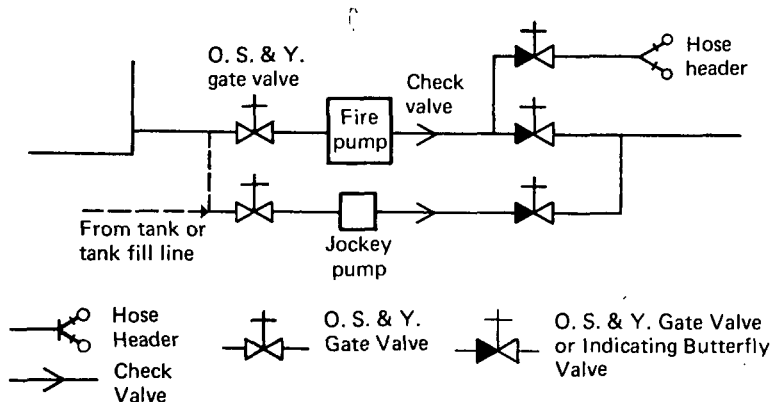 O. S. & Y.
gate valve
Fire
pump
Check
valve
Hose
header
From tank or
tank fill line
Jockey
pump
Hose
Header
Check
Valve
O. S. & Y.
Gate Valve
O. S. & Y. Gate Valve
or Indicating Butterfly
Valve